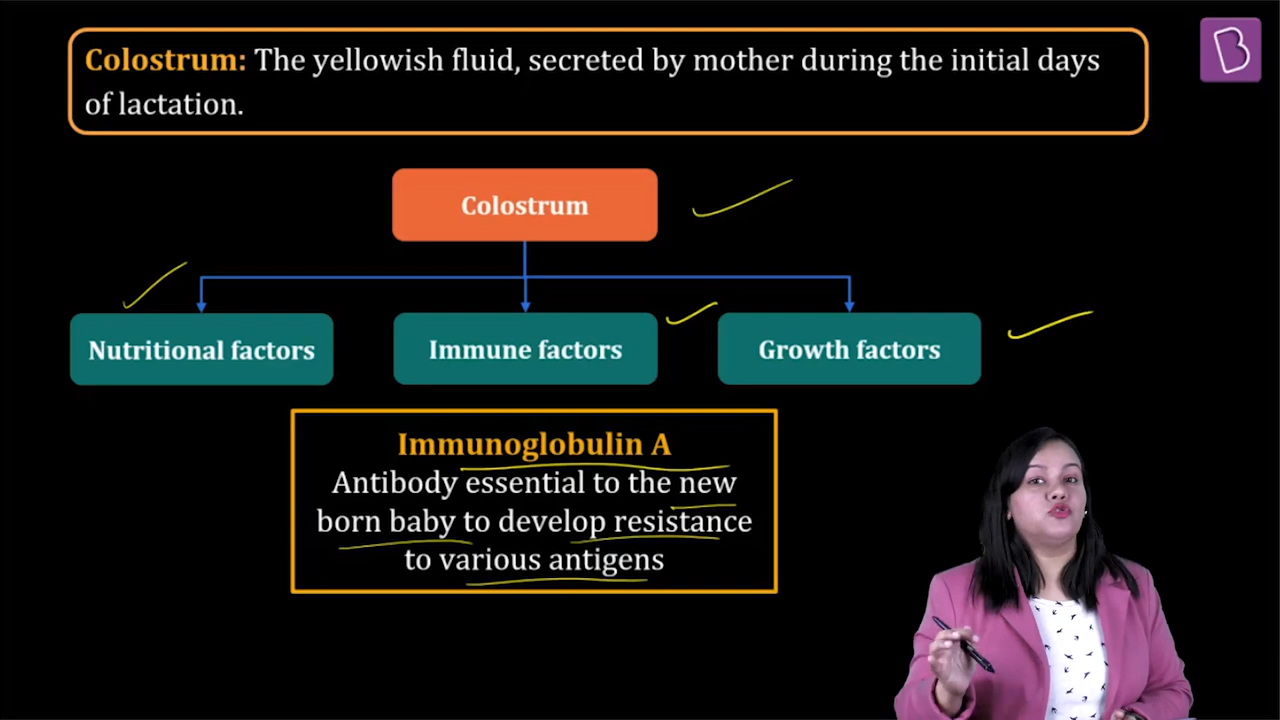 Colostrum: The yellowish fluid, secreted by mother during the initial days
of lactation.
Colostrum
Nutritional factors
Immune factors
Growth factors
Immunoglobulin A
Antibody essential to the new
born baby to develop resistance
to various antigens
B